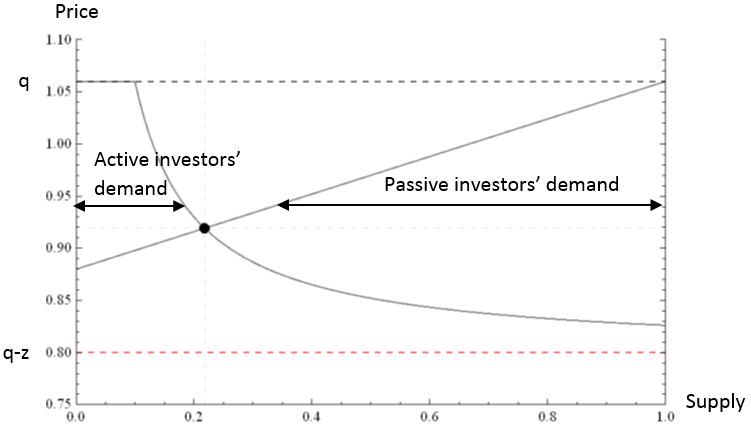 Price
1.10
q
1.05
1.00
Active investors'
demand
Passive investors' demand
0.95
0.90
0.85
q-z
0.80
0.75
0.0
0.2
0.4
0.6
0.8
1.0
Supply